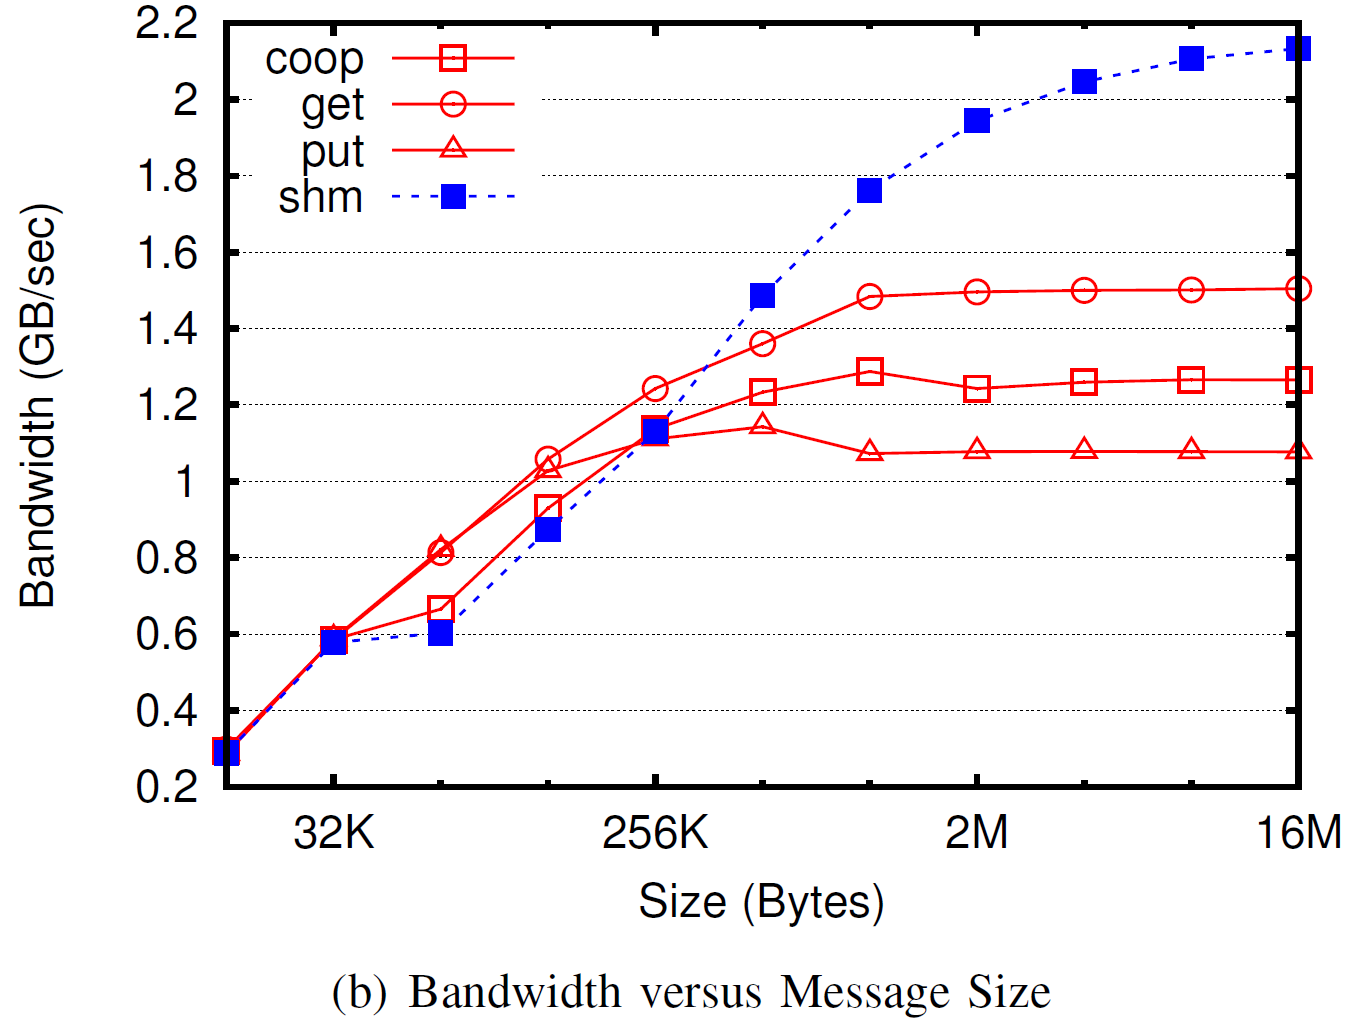 2.2
2
1.8
1.6
1.4
1.2
1
0.8
0.6
0.4
0.2
Bandwidth (GB/sec)
coop
get
put
shm
32K 256K 2M 16M
Size (Bytes)
(b) Bandwidth versus Message Size